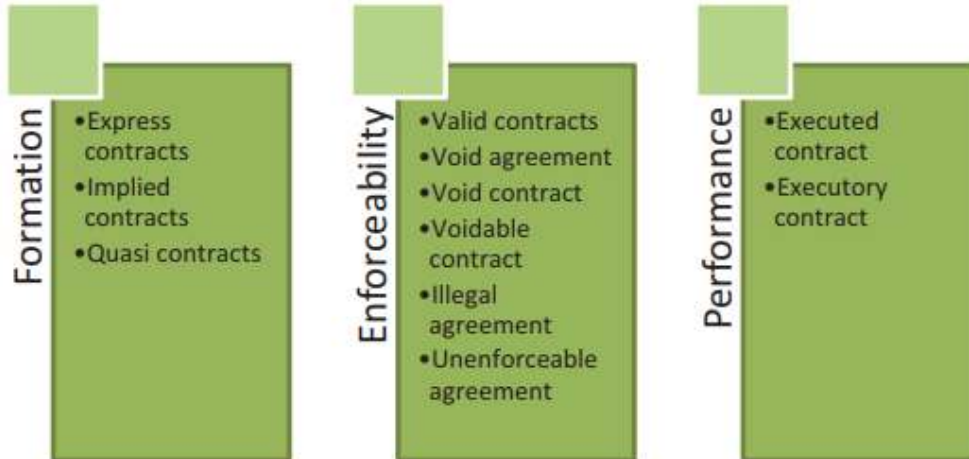 Formation
•Express
contracts
•Implied
contracts
•Quasi contracts
Enforceability
•Valid contracts
•Void agreement
•Void contract
•Voidable
contract
•Illegal
agreement
•Unenforceable
agreement
Performance
•Executed
contract
•Executory
contract